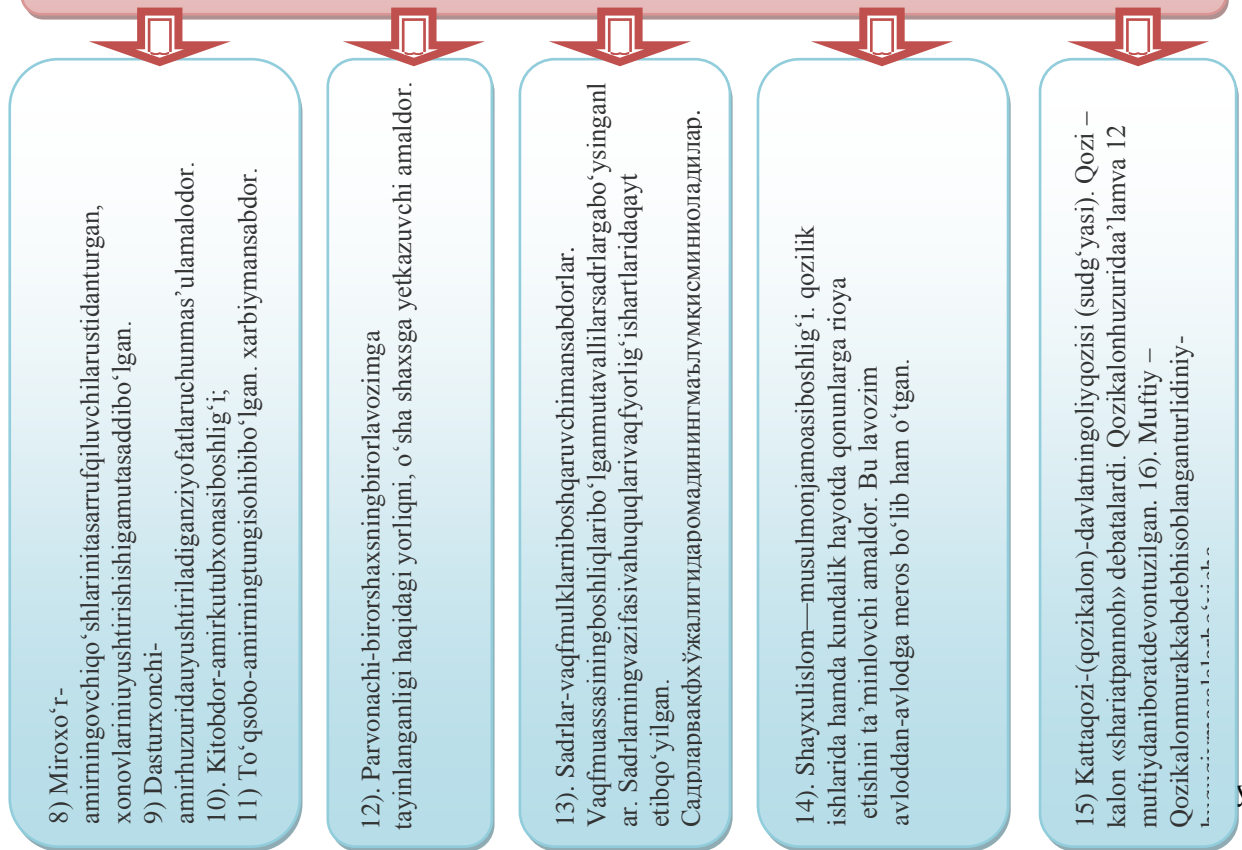 8) Miroxo‘r-
amirningovchiqo‘shlarinitasarrufqiluvchilarustidanturgan,
xonovlariniuyushtirishishigamutasaddibo‘lgan.
9) Dasturxonchi-
amirhuzuridauyushtiriladiganziyofatlaruchunmas’ulamalodor.
10). Kitobdor-amirkutubxonasiboshlig‘i;
11) To‘qsobo-amirningtungisohibibo‘lgan. xarbiymansabdor.
12). Parvonachi-birorshaxsningbirorlavozimga
tayinlanganligi haqidagi yorliqni, o‘sha shaxsga yetkazuvchi amaldor.
13). Sadrlar-vaqfmulklarniboshqaruvchimansabdorlar.
Vaqfmuassasiningboshliqlaribo‘lganmutavallilarsadrlargabo‘ysinganl
ar. Sadrlarningvazifasivahuquqlarivaqfyorlig‘ishartlaridaqayt
etibqo‘yilgan.
Садрларвакфхўжалигидаромадинингмаълумқисминиоладилар.
14). Shayxulislom—musulmonjamoasiboshlig‘i. qozilik
ishlarida hamda kundalik hayotda qonunlarga rioya
etishini ta’minlovchi amaldor. Bu lavozim
avloddan-avlodga meros bo‘lib ham o‘tgan.
15) Kattaqozi-(qozikalon)-davlatningoliyqozisi (sudg‘yasi). Qozi –
kalon «shariatpannoh» debatalardi. Qozikalonhuzuridaa’lamva 12
muftiydaniboratdevontuzilgan. 16). Muftiy –
Qozikalonmurakkabdebhisoblanganturlidiniy-